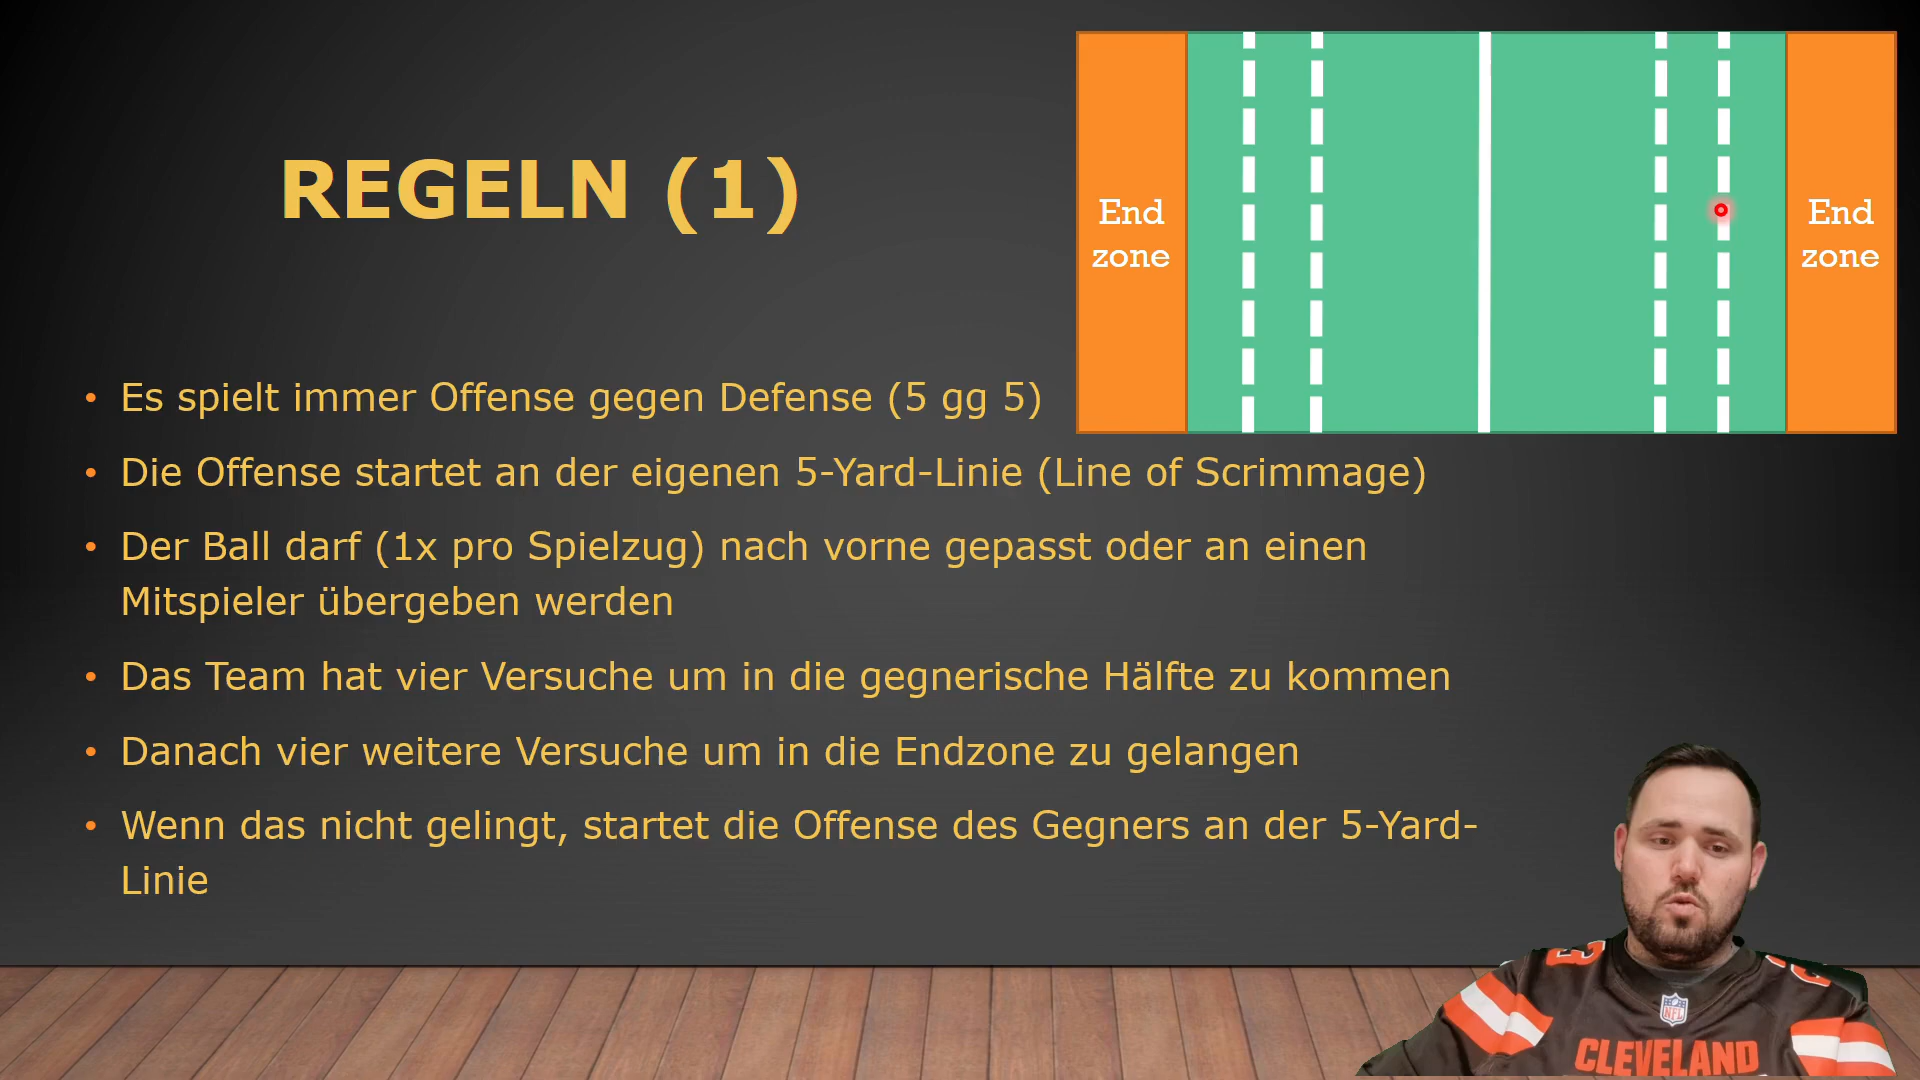 REGELN (1)
End
zone
End
zone
• Es spielt immer Offense gegen Defense (5 gg 5)
• Die Offense startet an der eigenen 5-Yard-Linie (Line of Scrimmage)
• Der Ball darf (1x pro Spielzug) nach vorne gepasst oder an einen
Mitspieler übergeben werden
• Das Team hat vier Versuche um in die gegnerische Hälfte zu kommen
• Danach vier weitere Versuche um in die Endzone zu gelangen
• Wenn das nicht gelingt, startet die Offense des Gegners an der 5-Yard-
Linie
NFL
CLEVELAND